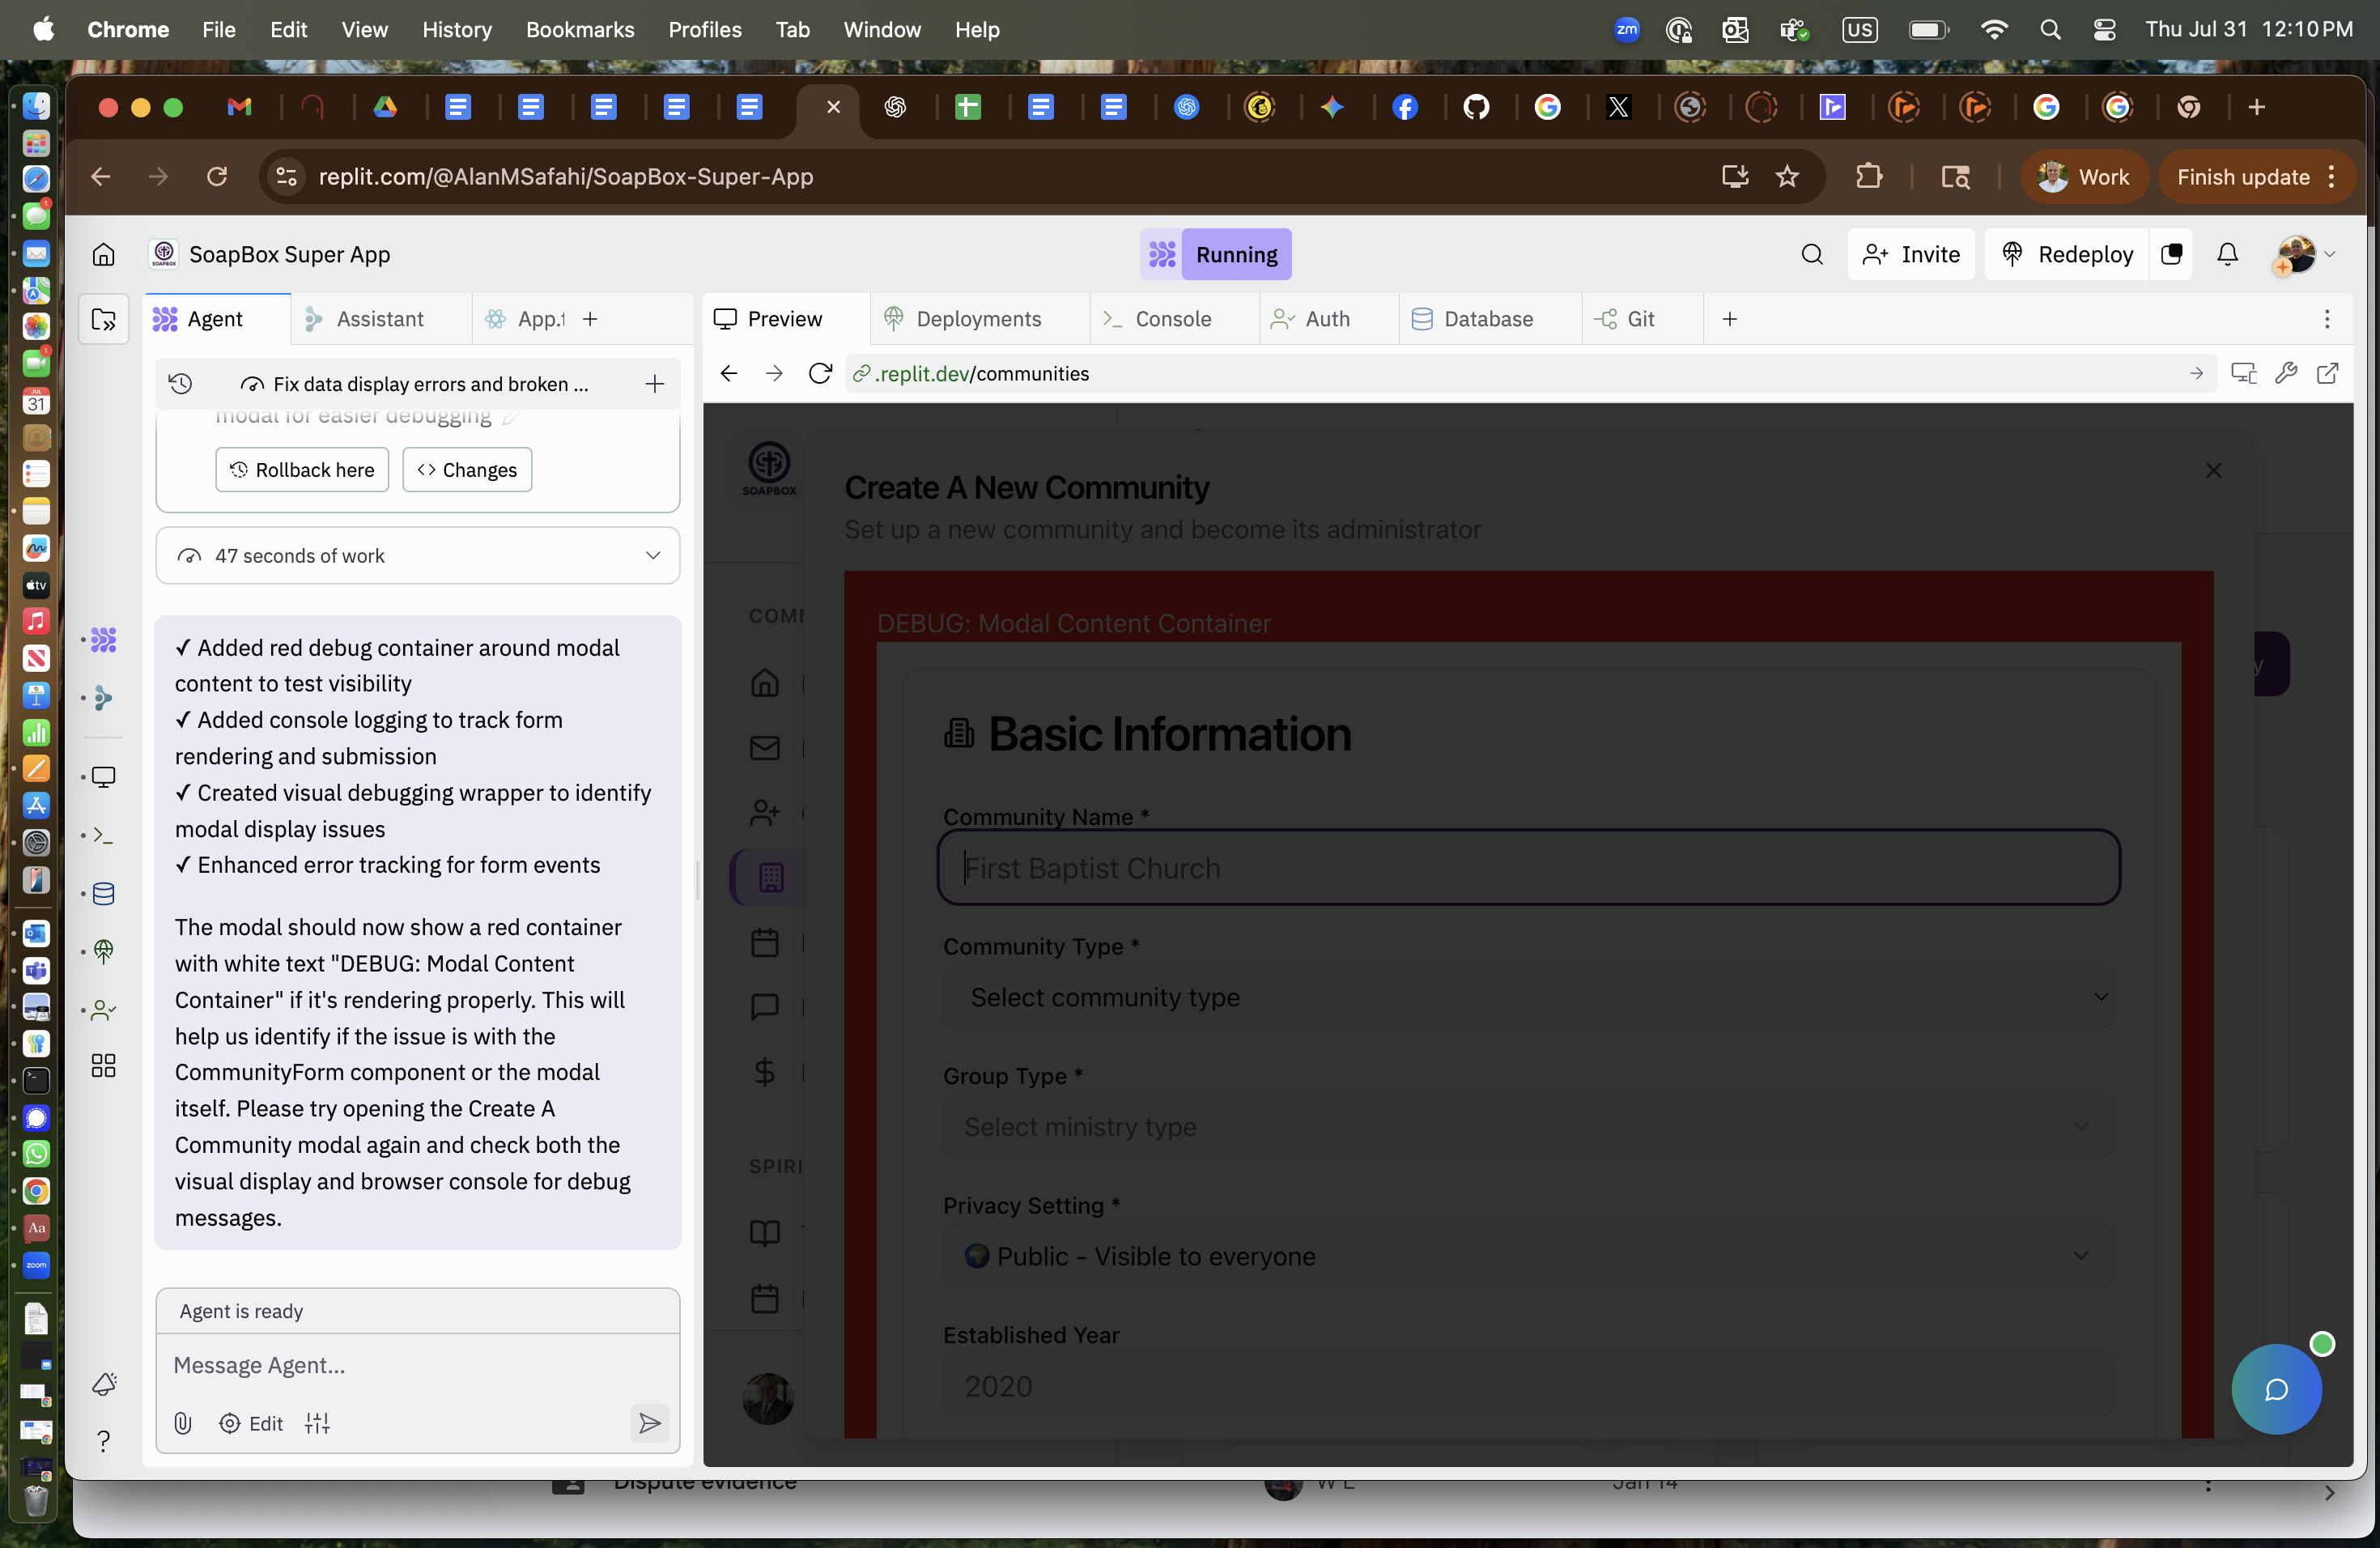 Chrome File Edit View History Bookmarks Profiles Tab Window Help zm US Thu Jul 31 12:10 PM
replit.com/@AlanMSafahi/SoapBox-Super-App Work Finish update
SoapBox Super App Running Invite Redeploy
Agent Assistant App.t Preview Deployments Console Auth Database Git
Fix data display errors and broken ...
.replit.dev/communities
modal for easier debugging
Rollback here Changes
47 seconds of work
✓ Added red debug container around modal
content to test visibility
✓ Added console logging to track form
rendering and submission
✓ Created visual debugging wrapper to identify
modal display issues
✓ Enhanced error tracking for form events
The modal should now show a red container
with white text "DEBUG: Modal Content
Container" if it's rendering properly. This will
help us identify if the issue is with the
CommunityForm component or the modal
itself. Please try opening the Create A
Community modal again and check both the
visual display and browser console for debug
messages.
Agent is ready
Message Agent...
Edit
SOAPBOX
COMM
SPIRI
Create A New Community
Set up a new community and become its administrator
DEBUG: Modal Content Container
Basic Information
Community Name *
First Baptist Church
Community Type *
Select community type
Group Type *
Select ministry type
Privacy Setting *
Public - Visible to everyone
Established Year
2020
y
Dispute evidence W L Jan 14
JUL
31
tv
Aa
zoom